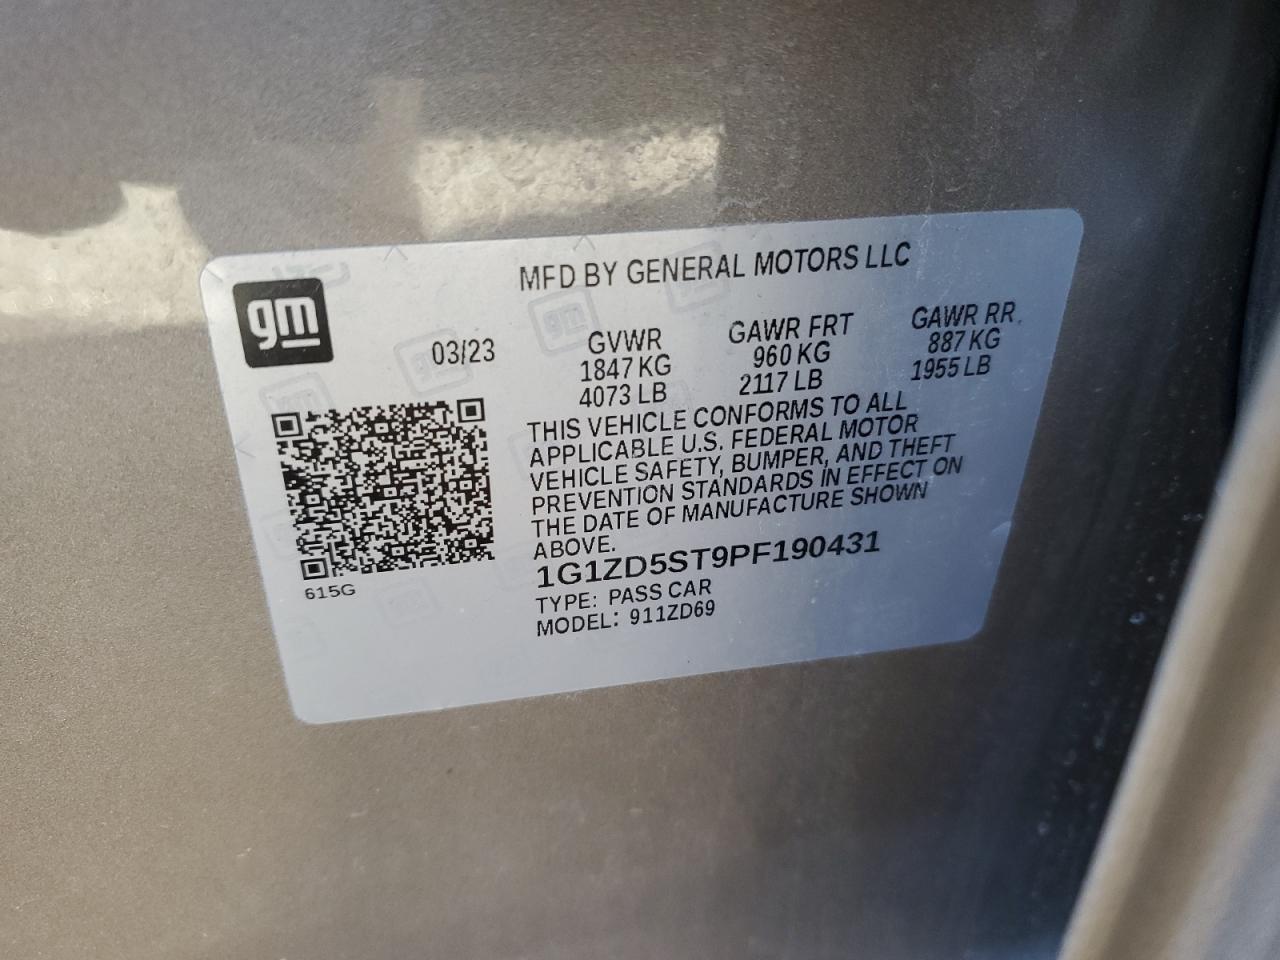 MFD BY GENERAL MOTORS LLC
gm
03/23
GVWR GAWR FRT GAWR RR
1847 KG 960 KG 887 KG
4073 LB 2117 LB 1955 LB
THIS VEHICLE CONFORMS TO ALL
APPLICABLE U.S. FEDERAL MOTOR
VEHICLE SAFETY, BUMPER, AND THEFT
PREVENTION STANDARDS IN EFFECT ON
THE DATE OF MANUFACTURE SHOWN
ABOVE.
1G1ZD5ST9PF190431
TYPE: PASS CAR
MODEL: 911ZD69
615G